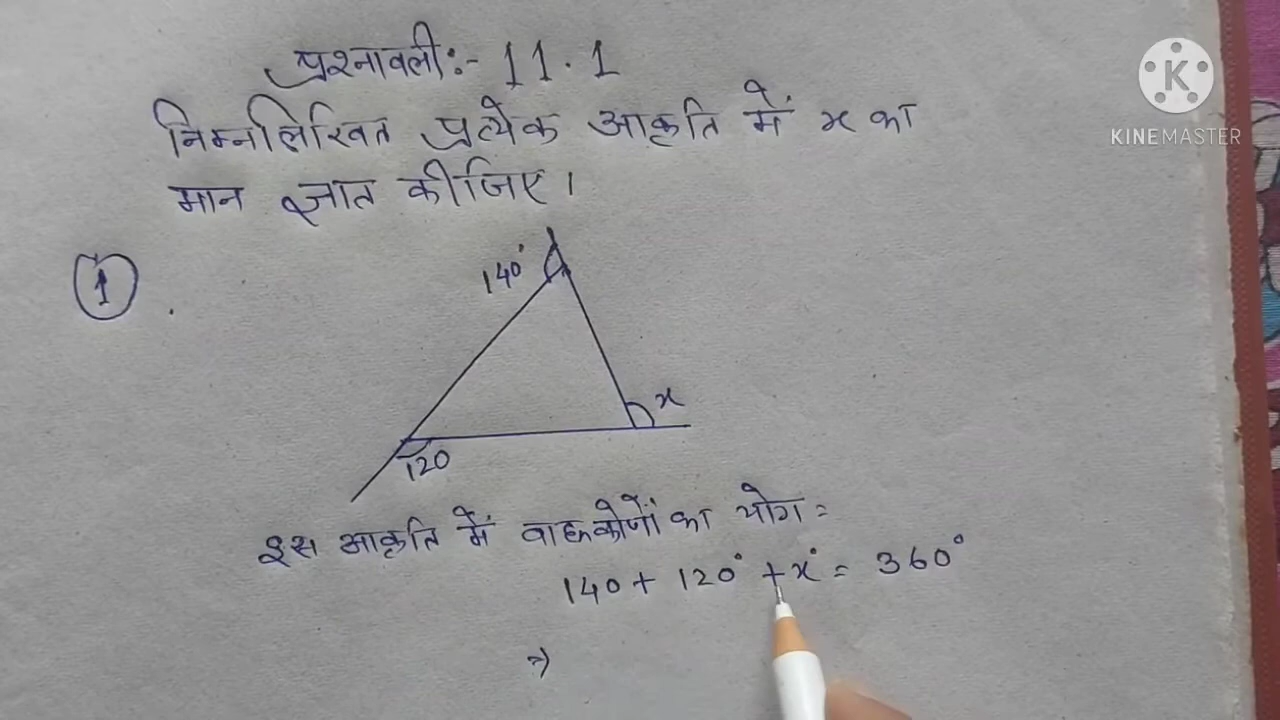 प्रश्नावली:- 11.1
निम्नलिखित प्रत्येक आकृति में x का
मान ज्ञात कीजिए।
1
140°
x
120
इस आकृति में वाह्यकोणों का योग =
140 + 120° + x° = 360°
⇒
K
KINEMASTER